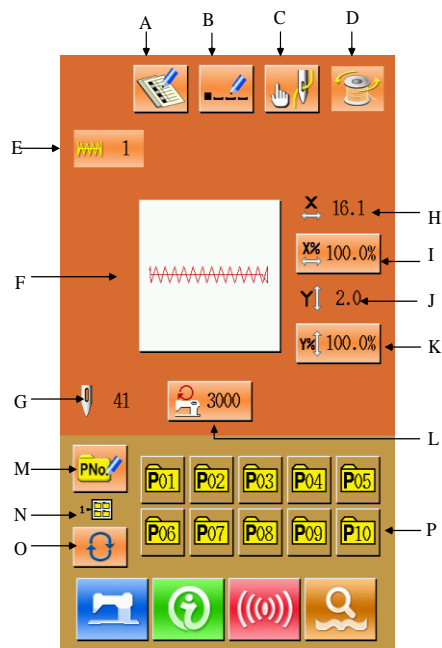 A B C D
E 1
X 16.1 H
X% 100.0% I
F
Y 2.0 J
Y% 100.0% K
G 41 3000
L
M PNo. P01 P02 P03 P04 P05
N 1-
O P06 P07 P08 P09 P10 P